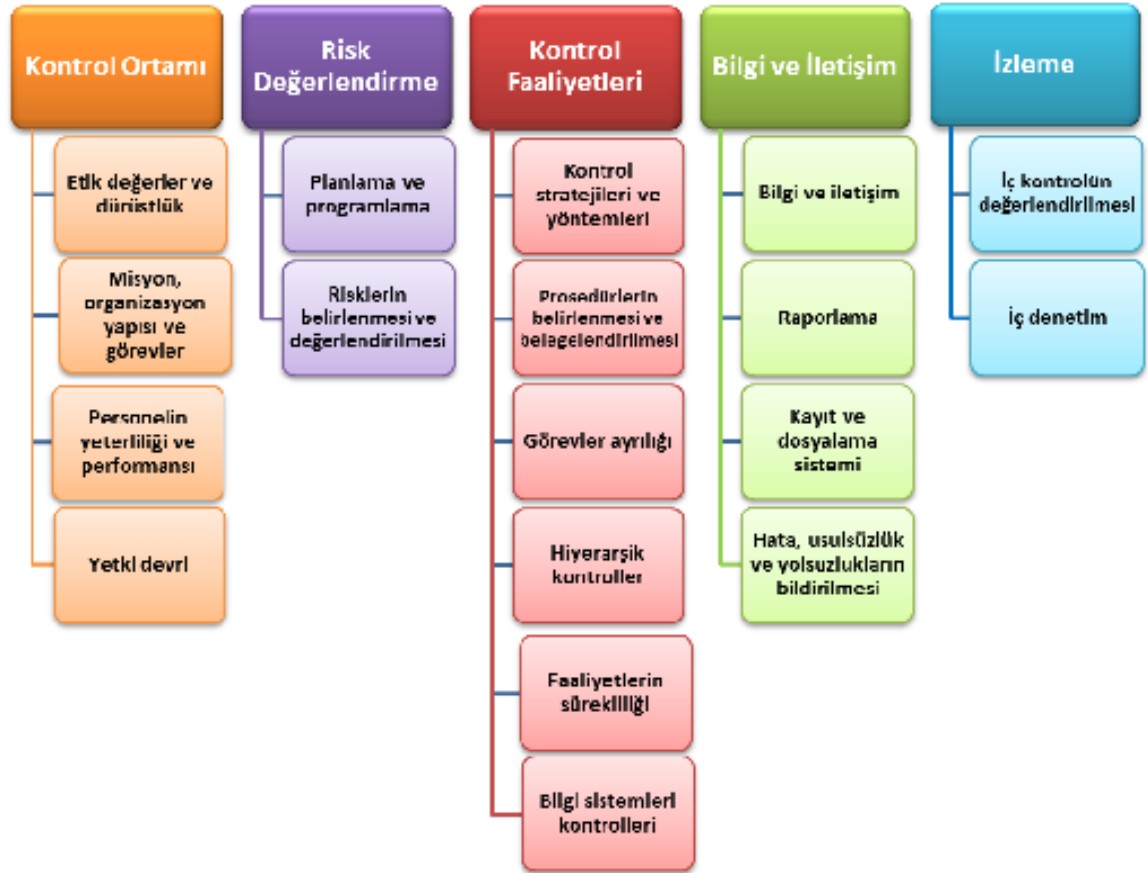 Kontrol Ortamı
Etik değerler ve
dürüstlük
Misyon,
organizasyon
yapısı ve
görevler
Personelin
yeterliliği ve
performansı
Yetki devri
Risk
Değerlendirme
Planlama ve
programlama
Risklerin
belirlenmesi ve
değerlendirilmesi
Kontrol
Faaliyetleri
Kontrol
stratejileri ve
yöntemleri
Prosedürlerin
belirlenmesi ve
belegelendirilmesi
Görevler ayrılığı
Hiyerarşik
kontroller
Faaliyetlerin
sürekliliği
Bilgi sistemleri
kontrolleri
Bilgi ve İletişim
Bilgi ve iletişim
Raporlama
Kayıt ve
dosyalama
sistemi
Hata, usulsüzlük
ve yolsuzlukların
bildirilmesi
İzleme
İç kontrolün
değerlendirilmesi
İç denetim